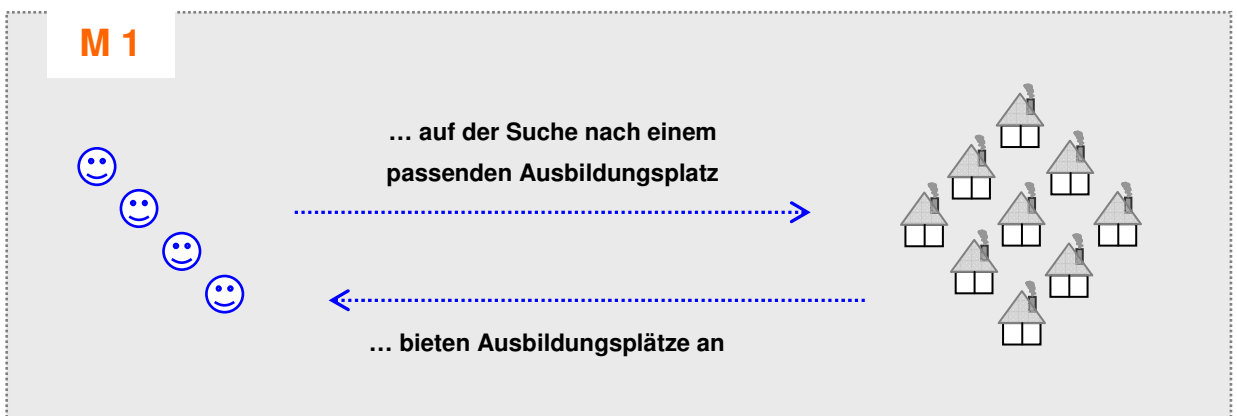 M 1
… auf der Suche nach einem
passenden Ausbildungsplatz
… bieten Ausbildungsplätze an